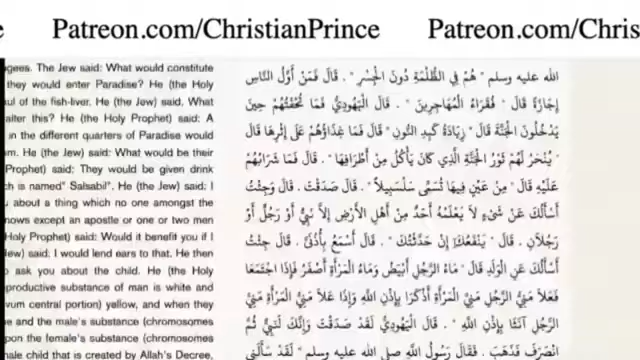 e Patreon.com/ChristianPrince Patreon.com/Chris
gees. The Jew said: What would constitute
they would enter Paradise? He (the Holy
ul of the fish-liver. He (the Jew) said. What
alter this? He (the Holy Prophet) said: A
in the different quarters of Paradise would
m. He (the Jew) said: What would be their
Prophet) said: They would be given drink
h is named" Salsabil". He (the Jew) said: I
about a thing which no one amongst the
nows except an apostle or one or two men
Holy Prophet) said: Would it benefit you if I
ew) said: I would lend ears to that. He then
ask you about the child. He (the Holy
productive substance of man is white and
vum central portion) yellow, and when they
e and the male's substance (chromosomes
pon the female's substance (chromosomes
ale child that is created by Allah's Decree,
الله عليه وسلم " هُمْ فِي الظُّلْمَةِ دُونَ الْجِسْرِ " . قَالَ فَمَنْ أَوَّلُ النَّاسِ
إِجَازَةً قَالَ " فُقَرَاءُ الْمُهَاجِرِينَ " . قَالَ الْيَهُودِيُّ فَمَا تُحْفَتُهُمْ حِينَ
يَدْخُلُونَ الْجَنَّةَ قَالَ " زِيَادَةُ كَبِدِ النُّونِ " قَالَ فَمَا غِذَاؤُهُمْ عَلَى إِثْرِهَا قَالَ
" يُنْحَرُ لَهُمْ ثَوْرُ الْجَنَّةِ الَّذِي كَانَ يَأْكُلُ مِنْ أَطْرَافِهَا " . قَالَ فَمَا شَرَابُهُمْ
عَلَيْهِ قَالَ " مِنْ عَيْنٍ فِيهَا تُسَمَّى سَلْسَبِيلاً " . قَالَ صَدَقْتَ . قَالَ وَجِئْتُ
أَسْأَلُكَ عَنْ شَىْءٍ لاَ يَعْلَمُهُ أَحَدٌ مِنْ أَهْلِ الأَرْضِ إِلاَّ نَبِيٌّ أَوْ رَجُلٌ أَوْ
رَجُلاَنِ . قَالَ " يَنْفَعُكَ إِنْ حَدَّثْتُكَ " . قَالَ أَسْمَعُ بِأُذُنَىَّ . قَالَ جِئْتُ
أَسْأَلُكَ عَنِ الْوَلَدِ قَالَ " مَاءُ الرَّجُلِ أَبْيَضُ وَمَاءُ الْمَرْأَةِ أَصْفَرُ فَإِذَا اجْتَمَعَا
فَعَلاَ مَنِيُّ الرَّجُلِ مَنِيَّ الْمَرْأَةِ أَذْكَرَا بِإِذْنِ اللَّهِ وَإِذَا عَلاَ مَنِيُّ الْمَرْأَةِ مَنِيَّ
الرَّجُلِ آنَثَا بِإِذْنِ اللَّهِ " . قَالَ الْيَهُودِيُّ لَقَدْ صَدَقْتَ وَإِنَّكَ لَنَبِيٌّ ثُمَّ
انْصَرَفَ فَذَهَبَ . فَقَالَ رَسُولُ اللَّهِ صلى الله عليه وسلم " لَقَدْ سَأَلَنِي